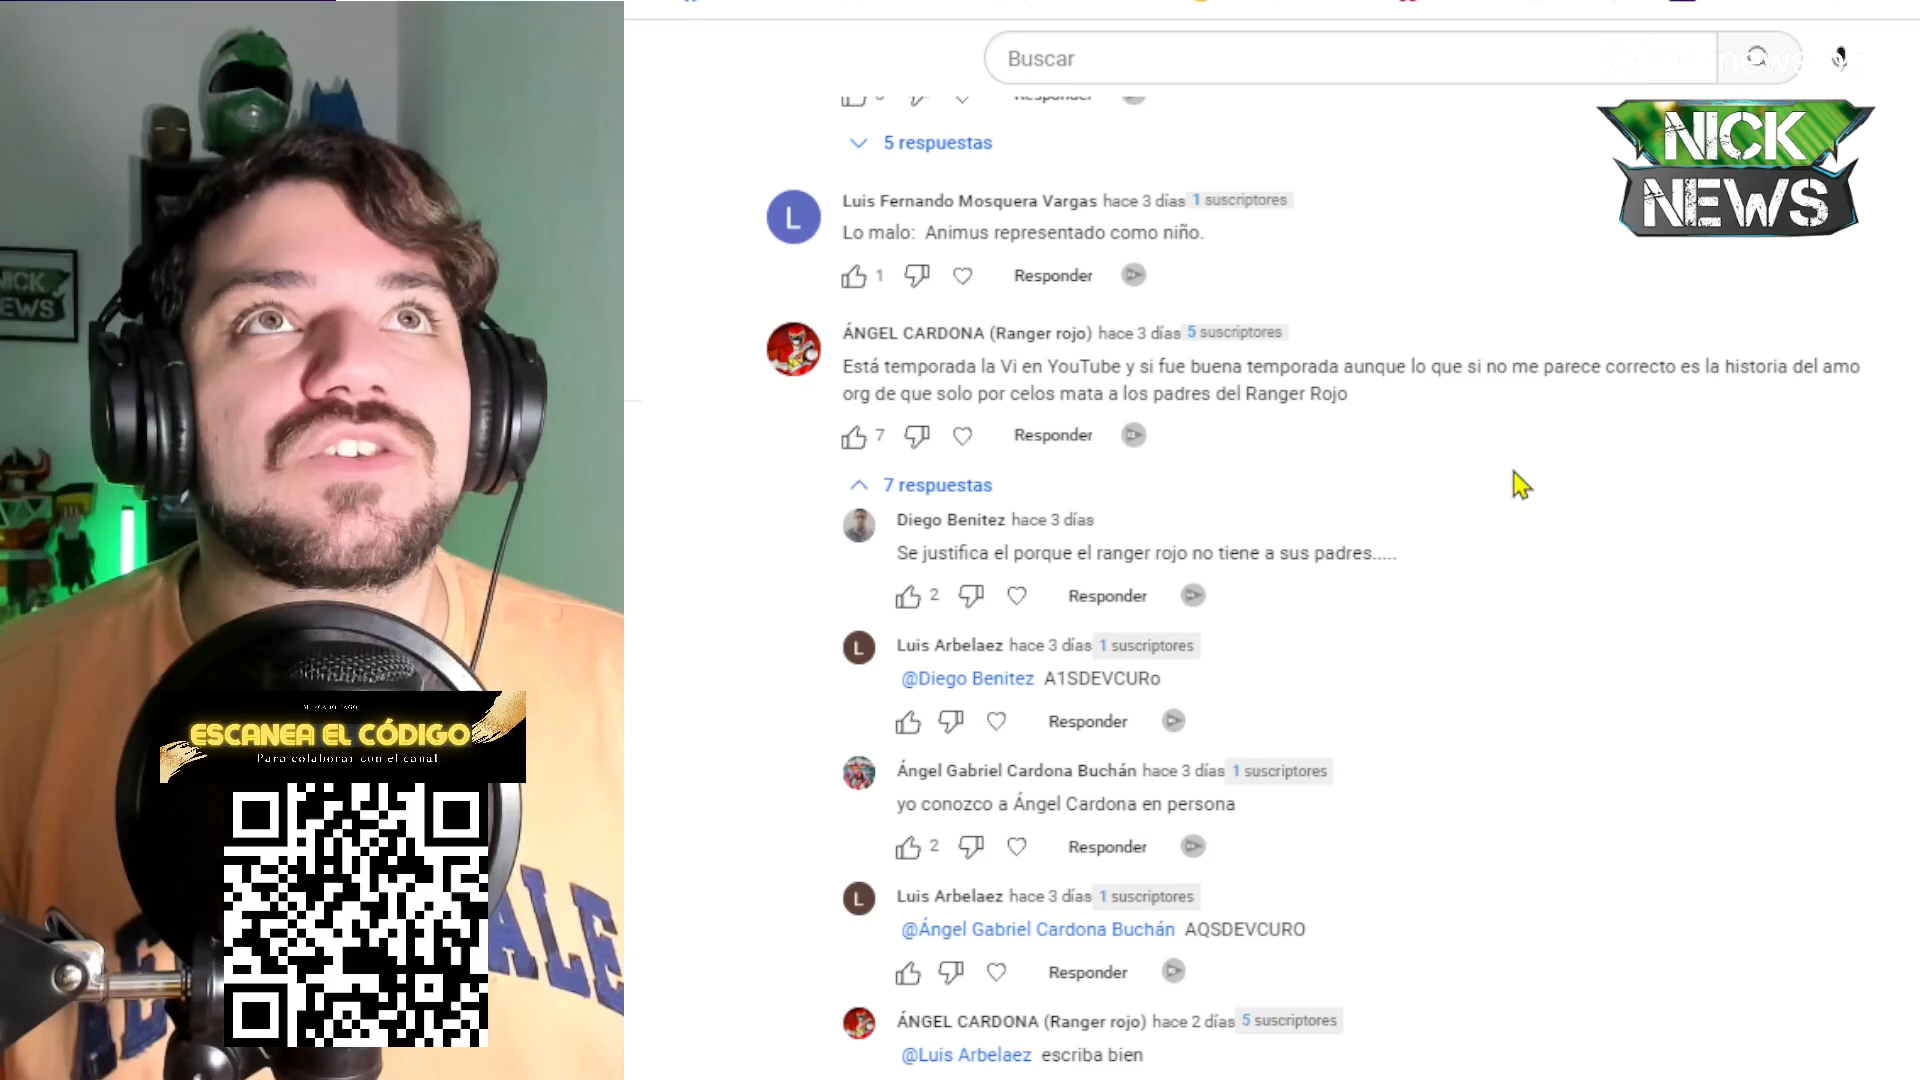 Buscar
news
NICK
NEWS
Responder
5 respuestas
Luis Fernando Mosquera Vargas hace 3 días 1 suscriptores
Lo malo: Animus representado como niño.
1 Responder
ÁNGEL CARDONA (Ranger rojo) hace 3 días 5 suscriptores
Está temporada la Vi en YouTube y si fue buena temporada aunque lo que si no me parece correcto es la historia del amo
org de que solo por celos mata a los padres del Ranger Rojo
7 Responder
7 respuestas
Diego Benitez hace 3 días
Se justifica el porque el ranger rojo no tiene a sus padres.....
2 Responder
Luis Arbelaez hace 3 días 1 suscriptores
@Diego Benitez A1SDEVCURo
Responder
Ángel Gabriel Cardona Buchán hace 3 días 1 suscriptores
yo conozco a Ángel Cardona en persona
2 Responder
Luis Arbelaez hace 3 días 1 suscriptores
@Ángel Gabriel Cardona Buchán AQSDEVCURO
Responder
ÁNGEL CARDONA (Ranger rojo) hace 2 días 5 suscriptores
@Luis Arbelaez escriba bien
L
L
L
NICK
EWS
ESCANEA EL CÓDIGO
Para colaborar con el canal
ALE